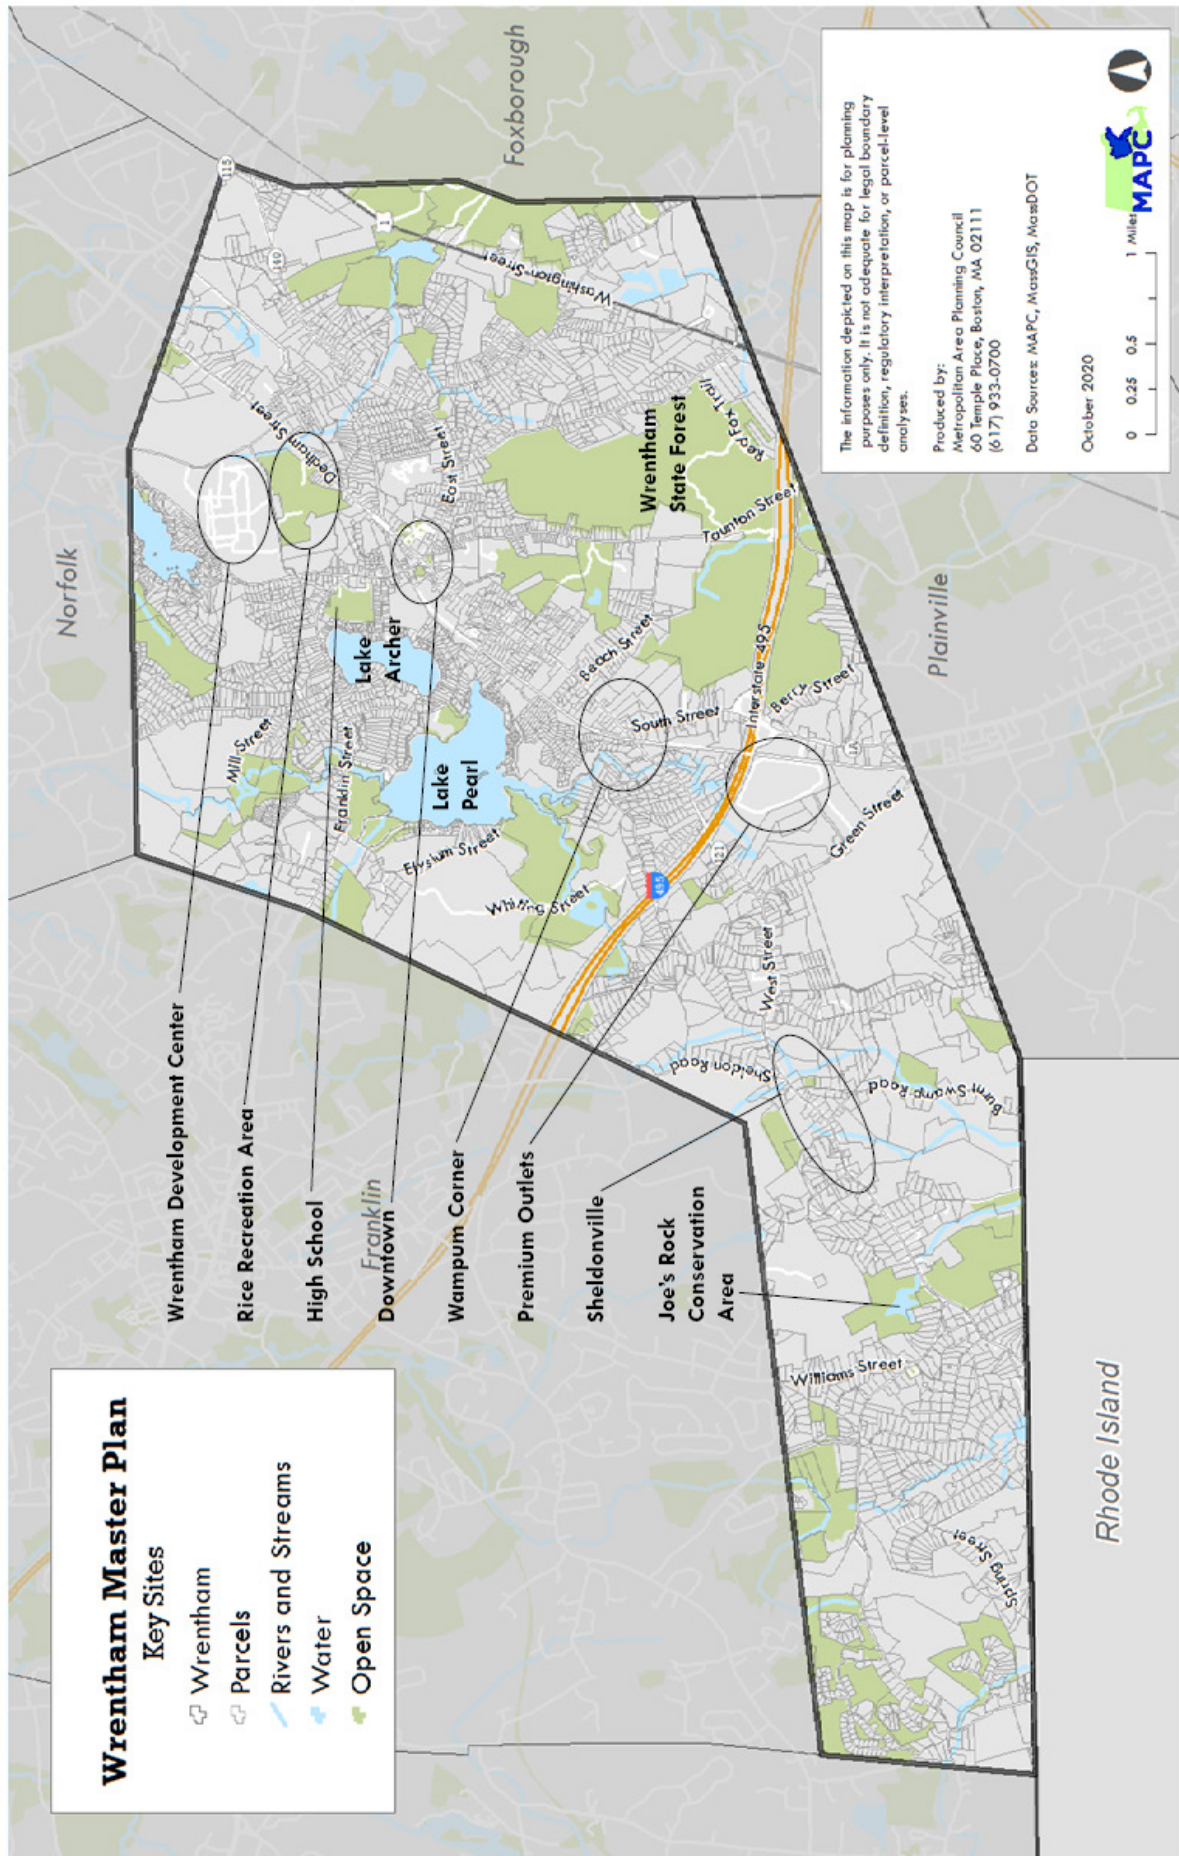 Wrentham Master Plan
Key Sites
Wrentham
Parcels
Rivers and Streams
Water
Open Space
Wrentham Development Center
Rice Recreation Area
High School
Franklin
Downtown
Wampum Corner
Premium Outlets
Sheldonville
Joe's Rock
Conservation
Area
Norfolk
Foxborough
Plainville
Rhode Island
115
140
1
Dedham Street
Washington Street
East Street
Lake
Archer
Lake
Pearl
Mill Street
Franklin Street
Elysium Street
Whiting Street
Beach Street
South Street
Wrentham
State Forest
Red Fox Trail
Taunton Street
Interstate 495
495
121
1A
Green Street
West Street
Sheldon Road
Burnt Swamp Road
Williams Street
Spring Street
The information depicted on this map is for planning
purposes only. It is not adequate for legal boundary
definition, regulatory interpretation, or parcel-level
analyses.
Produced by:
Metropolitan Area Planning Council
60 Temple Place, Boston, MA 02111
(617) 933-0700
Data Sources: MAPC, MassGIS, MassDOT
October 2020
0 0.25 0.5 1 Miles
MAPC